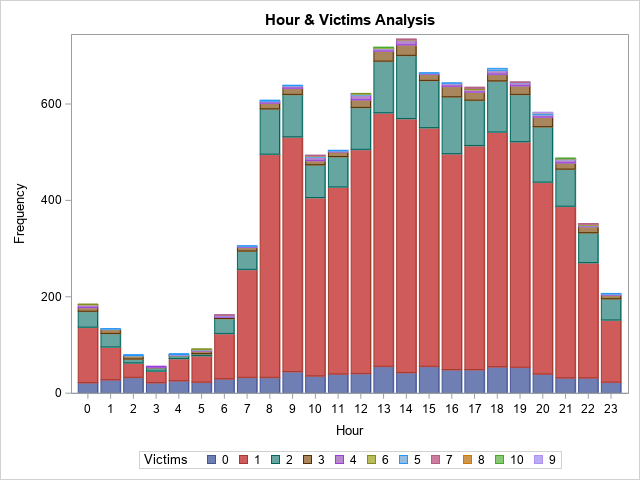 Hour & Victims Analysis
Frequency
600
400
200
0
0 1 2 3 4 5 6 7 8 9 10 11 12 13 14 15 16 17 18 19 20 21 22 23
Hour
Victims 0 1 2 3 4 6 5 7 8 10 9